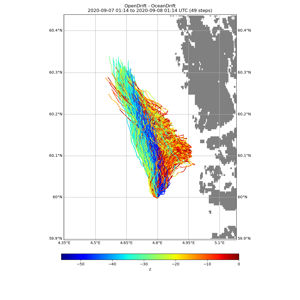 OpenDrift - OceanDrift
2020-09-07 01:14 to 2020-09-08 01:14 UTC (49 steps)
60.4°N 60.4°N
60.3°N 60.3°N
60.2°N 60.2°N
60.1°N 60.1°N
60°N 60°N
59.9°N 59.9°N
4.35°E 4.5°E 4.65°E 4.8°E 4.95°E 5.1°E
−50 −40 −30 −20 −10 0
z